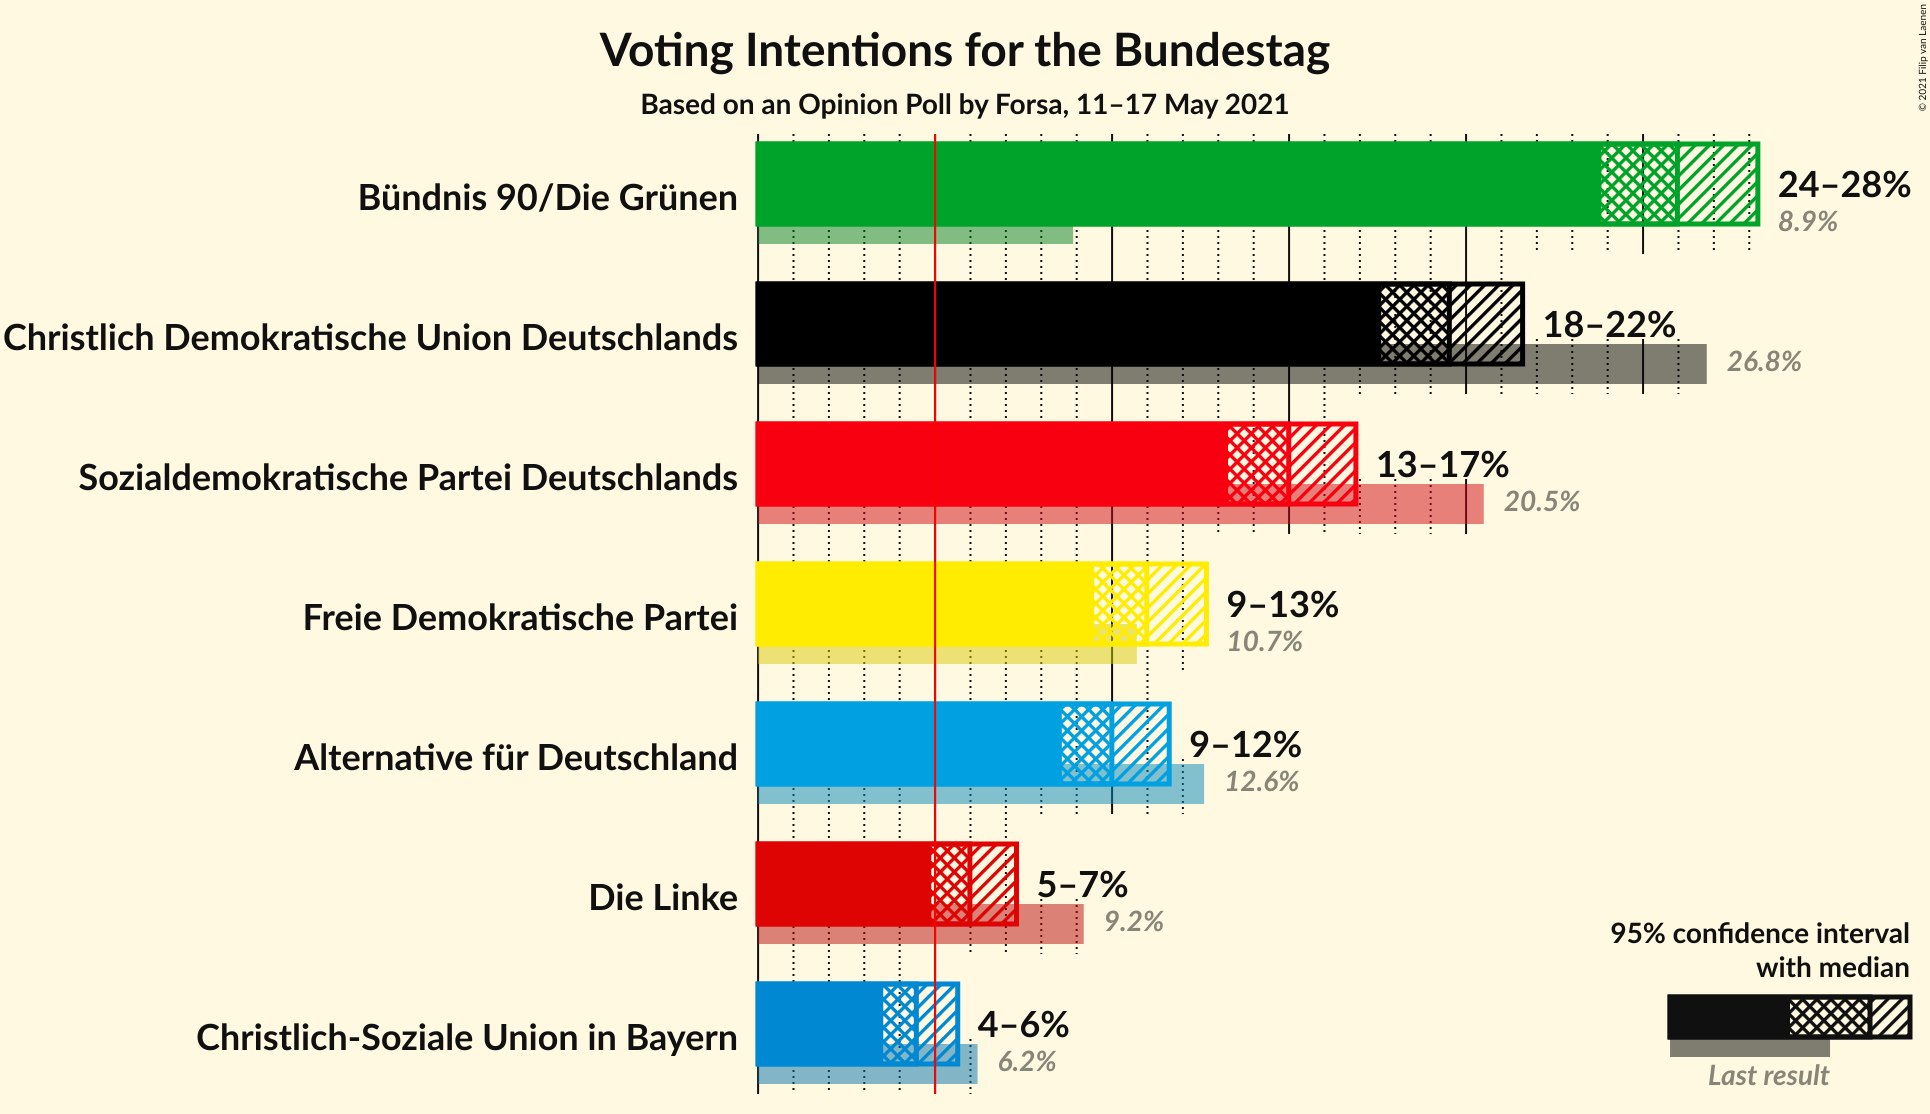 Voting Intentions for the Bundestag
Based on an Opinion Poll by Forsa, 11–17 May 2021
© 2021 Filip van Laenen
Bündnis 90/Die Grünen
24–28%
8.9%
Christlich Demokratische Union Deutschlands
18–22%
26.8%
Sozialdemokratische Partei Deutschlands
13–17%
20.5%
Freie Demokratische Partei
9–13%
10.7%
Alternative für Deutschland
9–12%
12.6%
Die Linke
5–7%
9.2%
Christlich-Soziale Union in Bayern
4–6%
6.2%
95% confidence interval
with median
Last result